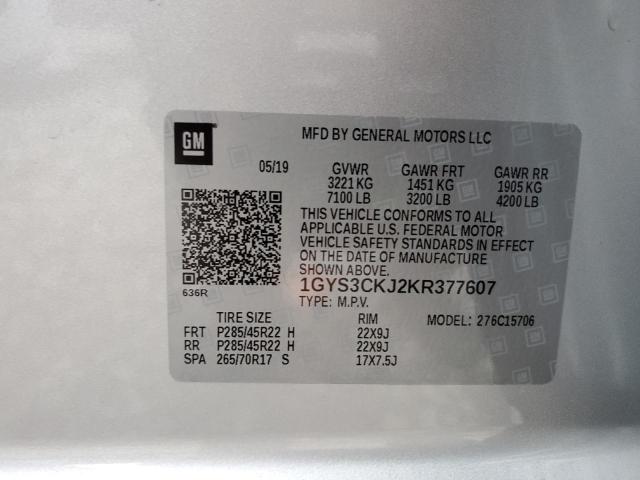 GM
MFD BY GENERAL MOTORS LLC
05/19 GVWR GAWR FRT GAWR RR
3221 KG 1451 KG 1905 KG
7100 LB 3200 LB 4200 LB
THIS VEHICLE CONFORMS TO ALL
APPLICABLE U.S. FEDERAL MOTOR
VEHICLE SAFETY STANDARDS IN EFFECT
ON THE DATE OF MANUFACTURE
SHOWN ABOVE.
636R
1GYS3CKJ2KR377607
TYPE: M.P.V.
TIRE SIZE RIM MODEL: 276C15706
FRT P285/45R22 H 22X9J
RR P285/45R22 H 22X9J
SPA 265/70R17 S 17X7.5J